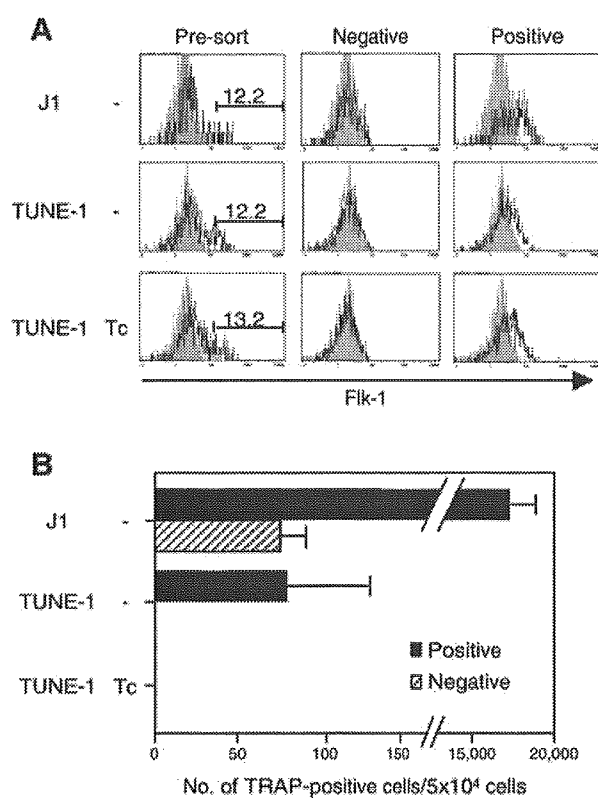 A
Pre-sort Negative Positive
J1 - 12.2
TUNE-1 - 12.2
TUNE-1 Tc 13.2
Flk-1
B
J1 -
TUNE-1 -
TUNE-1 Tc
Positive
Negative
0 50 100 150 15,000 20,000
No. of TRAP-positive cells/5x10⁴ cells